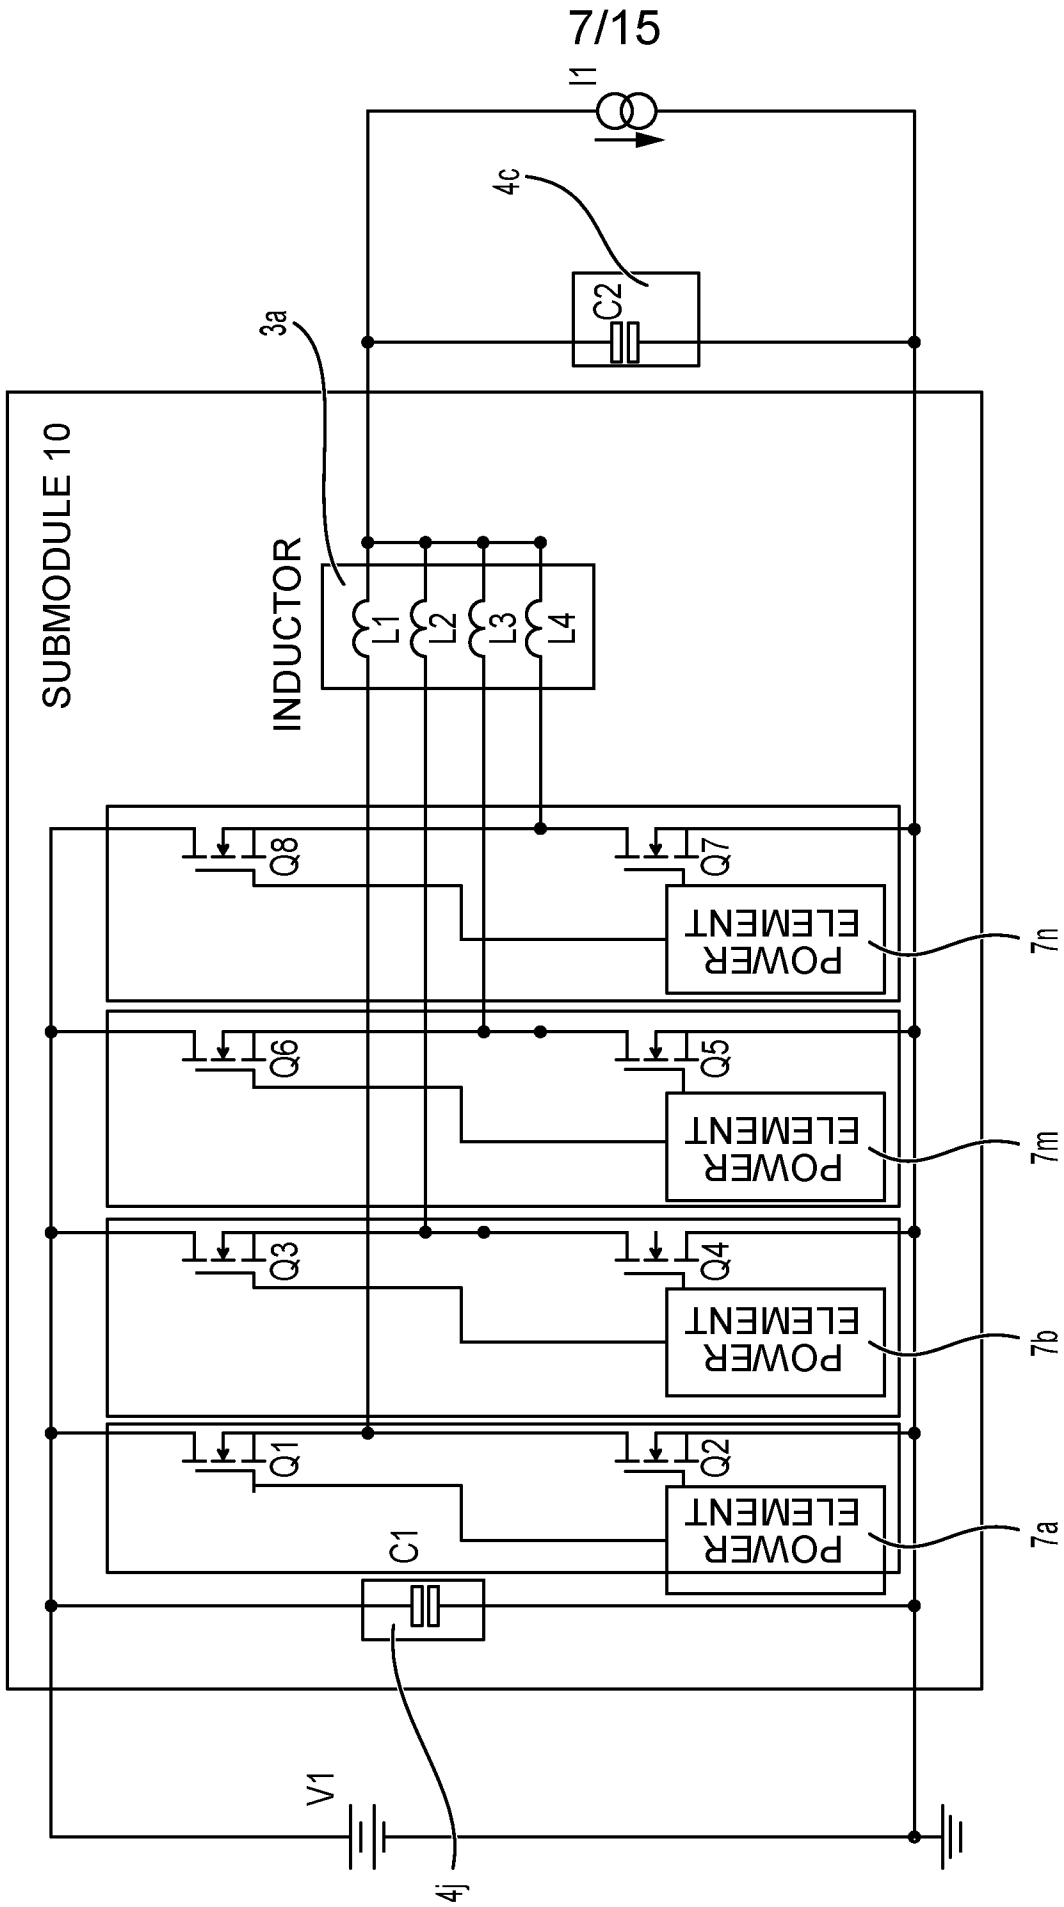 7/15
SUBMODULE 10
INDUCTOR
3a
4c
I1
C2
L1
L2
L3
L4
V1
4j
C1
Q1
Q3
Q6
Q8
Q2
Q4
Q5
Q7
POWER
ELEMENT
POWER
ELEMENT
POWER
ELEMENT
POWER
ELEMENT
7a
7b
7m
7n